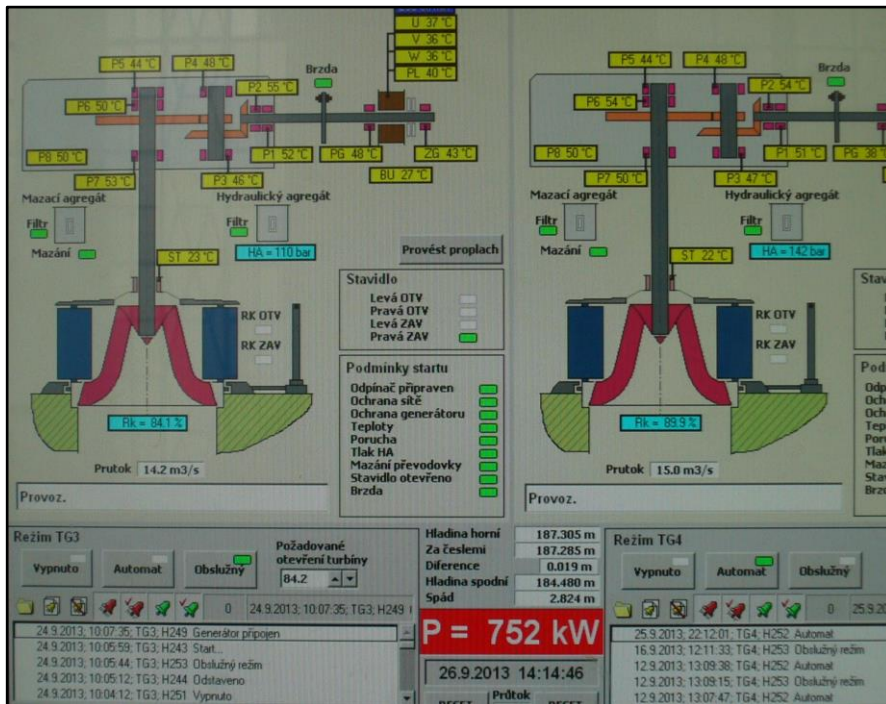 U 37 °C
V 36 °C
W 36 °C
PL 40 °C
P5 44 °C
P4 48 °C
Brzda
P2 55 °C
P6 50 °C
P8 50 °C
P1 52 °C
PG 48 °C
ZG 43 °C
P7 53 °C
P3 46 °C
BU 27 °C
Mazací agregát
Hydraulický agregát
Filtr
Filtr
Mazání
HA = 110 bar
ST 23 °C
Provést proplach
Stavidlo
Levá OTV
Pravá OTV
Levá ZAV
Pravá ZAV
RK OTV
RK ZAV
Podmínky startu
Odpínač připraven
Ochrana sítě
Ochrana generátoru
Teploty
Porucha
Tlak HA
Mazání převodovky
Stavidlo otevřeno
Brzda
Rk = 84.1 %
Prutok 14.2 m3/s
Provoz.
P5 44 °C
P4 48 °C
Brzda
P2 54 °C
P6 54 °C
P8 50 °C
P1 51 °C
PG 38 °C
P7 50 °C
P3 47 °C
Mazací agregát
Hydraulický agregát
Filtr
Filtr
Mazání
HA = 142 bar
ST 22 °C
RK OTV
RK ZAV
Rk = 89.9 %
Prutok 15.0 m3/s
Provoz.
Režim TG3
Vypnuto
Automat
Obslužný
Požadované
otevření turbíny
84.2
0 24.9.2013; 10:07:35; TG3; H249
24.9.2013; 10:07:35; TG3; H249 Generátor připojen
24.9.2013; 10:05:59; TG3; H243 Start...
24.9.2013; 10:05:44; TG3; H253 Obslužný režim
24.9.2013; 10:05:12; TG3; H244 Odstaveno
24.9.2013; 10:04:12; TG3; H251 Vypnuto
Hladina horní 187.305 m
Za česlemi 187.285 m
Diference 0.019 m
Hladina spodní 184.480 m
Spád 2.824 m
P = 752 kW
26.9.2013 14:14:46
RESET
Průtok
RESET
Režim TG4
Vypnuto
Automat
Obslužný
0
25.9.2013; 22:12:01; TG4; H252 Automat
16.9.2013; 12:11:33; TG4; H253 Obslužný režim
12.9.2013; 13:09:38; TG4; H252 Automat
12.9.2013; 13:09:15; TG4; H253 Obslužný režim
12.9.2013; 13:07:47; TG4; H252 Automat